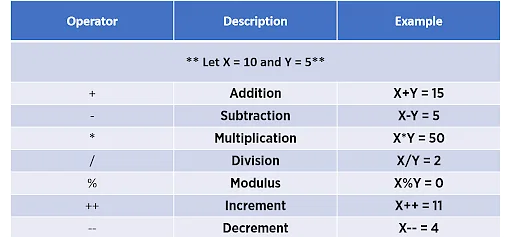 Operator Description Example
** Let X = 10 and Y = 5**
+ Addition X+Y = 15
- Subtraction X-Y = 5
* Multiplication X*Y = 50
/ Division X/Y = 2
% Modulus X%Y = 0
++ Increment X++ = 11
-- Decrement X-- = 4